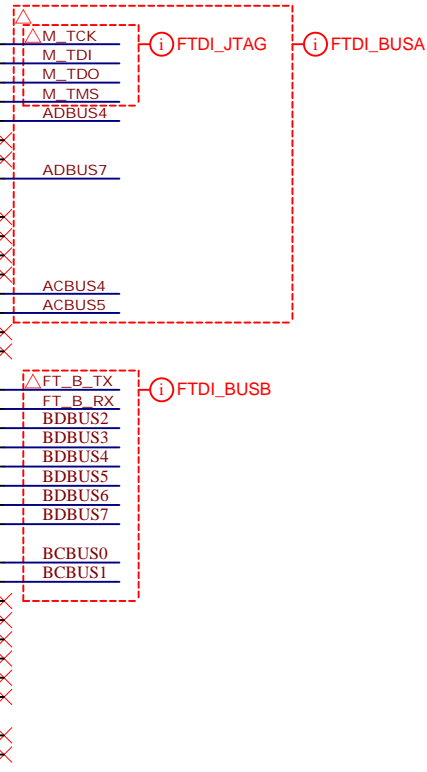 M_TCK
i FTDI_JTAG
i FTDI_BUSA
M_TDI
M_TDO
M_TMS
ADBUS4
ADBUS7
ACBUS4
ACBUS5
FT_B_TX
i FTDI_BUSB
FT_B_RX
BDBUS2
BDBUS3
BDBUS4
BDBUS5
BDBUS6
BDBUS7
BCBUS0
BCBUS1